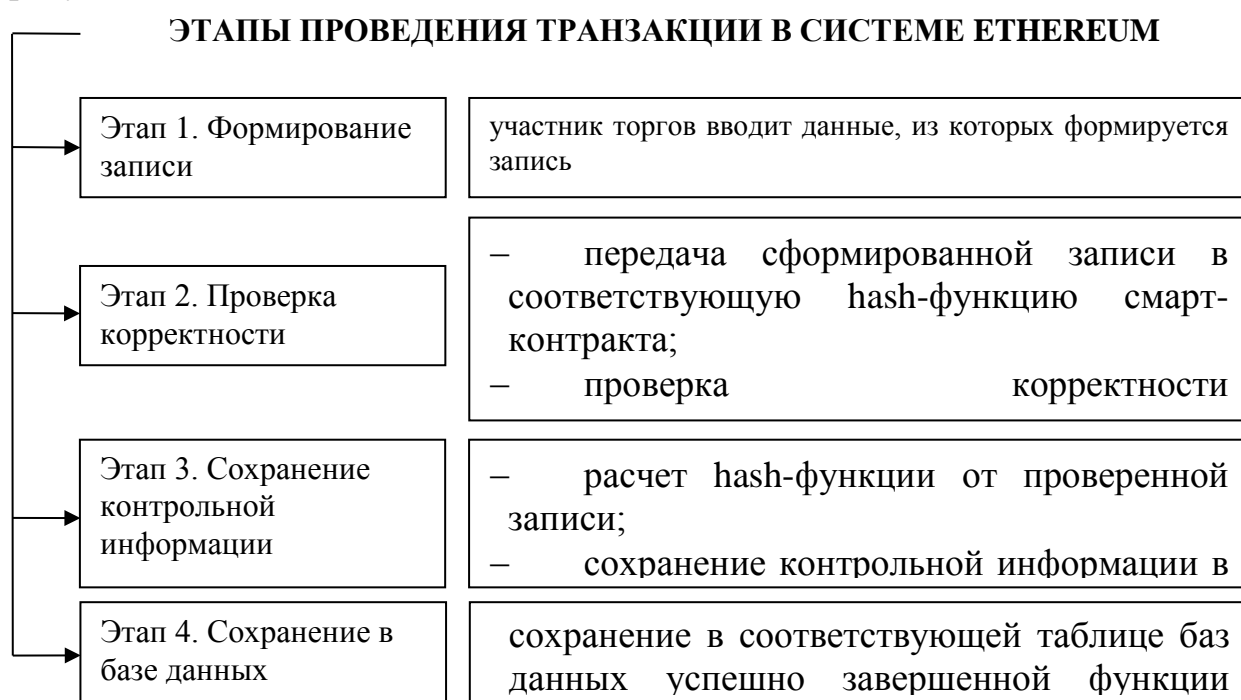 ЭТАПЫ ПРОВЕДЕНИЯ ТРАНЗАКЦИИ В СИСТЕМЕ ETHEREUM
Этап 1. Формирование
записи
участник торгов вводит данные, из которых формируется
запись
Этап 2. Проверка
корректности
– передача сформированной записи в
соответствующую hash-функцию смарт-
контракта;
– проверка корректности
Этап 3. Сохранение
контрольной
информации
– расчет hash-функции от проверенной
записи;
– сохранение контрольной информации в
Этап 4. Сохранение в
базе данных
сохранение в соответствующей таблице баз
данных успешно завершенной функции